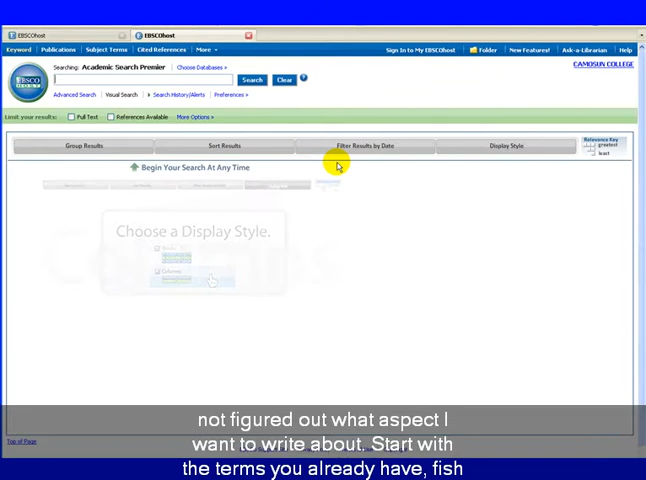 EBSCOhost EBSCOhost
Keyword Publications Subject Terms Cited References More Sign In to My EBSCOhost Folder New Features! Ask-a-Librarian Help
Searching: Academic Search Premier Choose Databases » CAMOSUN COLLEGE
EBSCO HOST Search Clear ?
Advanced Search Visual Search Search History/Alerts Preferences »
Limit your results: Full Text References Available More Options »
Group Results Sort Results Filter Results by Date Display Style Relevance Key
greatest
least
Begin Your Search At Any Time
Choose a Display Style.
Columns
not figured out what aspect I
want to write about. Start with
the terms you already have, fish
Top of Page